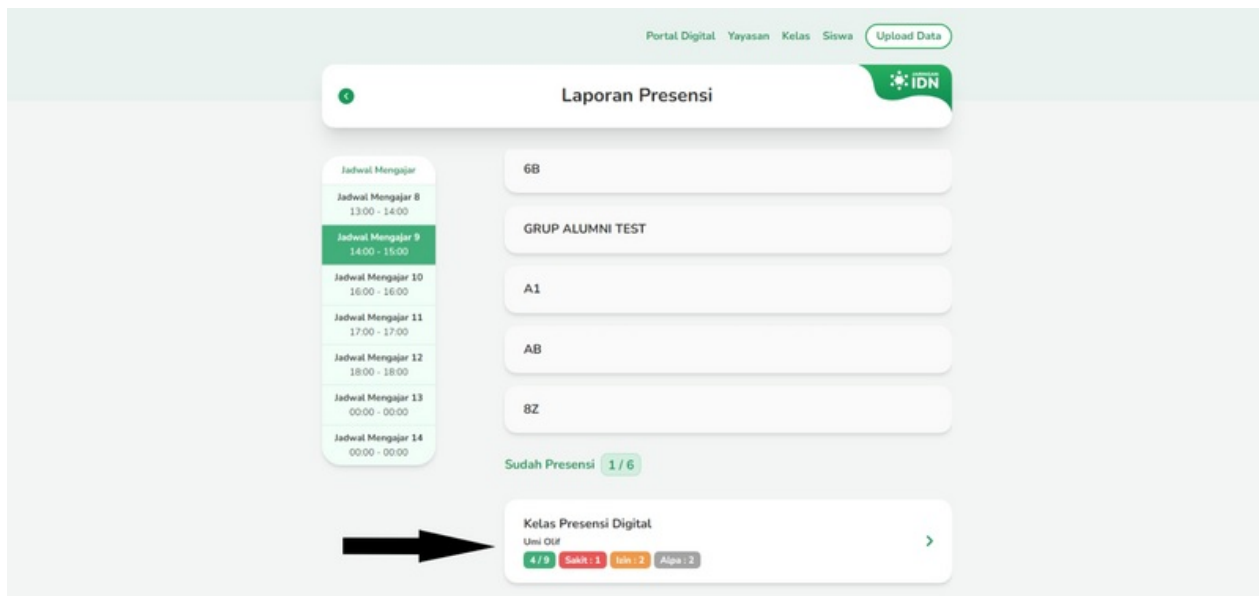 Portal Digital Yayasan Kelas Siswa Upload Data
Laporan Presensi
JARINGAN
IDN
Jadwal Mengajar
Jadwal Mengajar 8
13:00 - 14:00
Jadwal Mengajar 9
14:00 - 15:00
Jadwal Mengajar 10
16:00 - 16:00
Jadwal Mengajar 11
17:00 - 17:00
Jadwal Mengajar 12
18:00 - 18:00
Jadwal Mengajar 13
00:00 - 00:00
Jadwal Mengajar 14
00:00 - 00:00
6B
GRUP ALUMNI TEST
A1
AB
8Z
Sudah Presensi 1 / 6
Kelas Presensi Digital
Umi Olif
4 / 9 Sakit : 1 Izin : 2 Alpa : 2